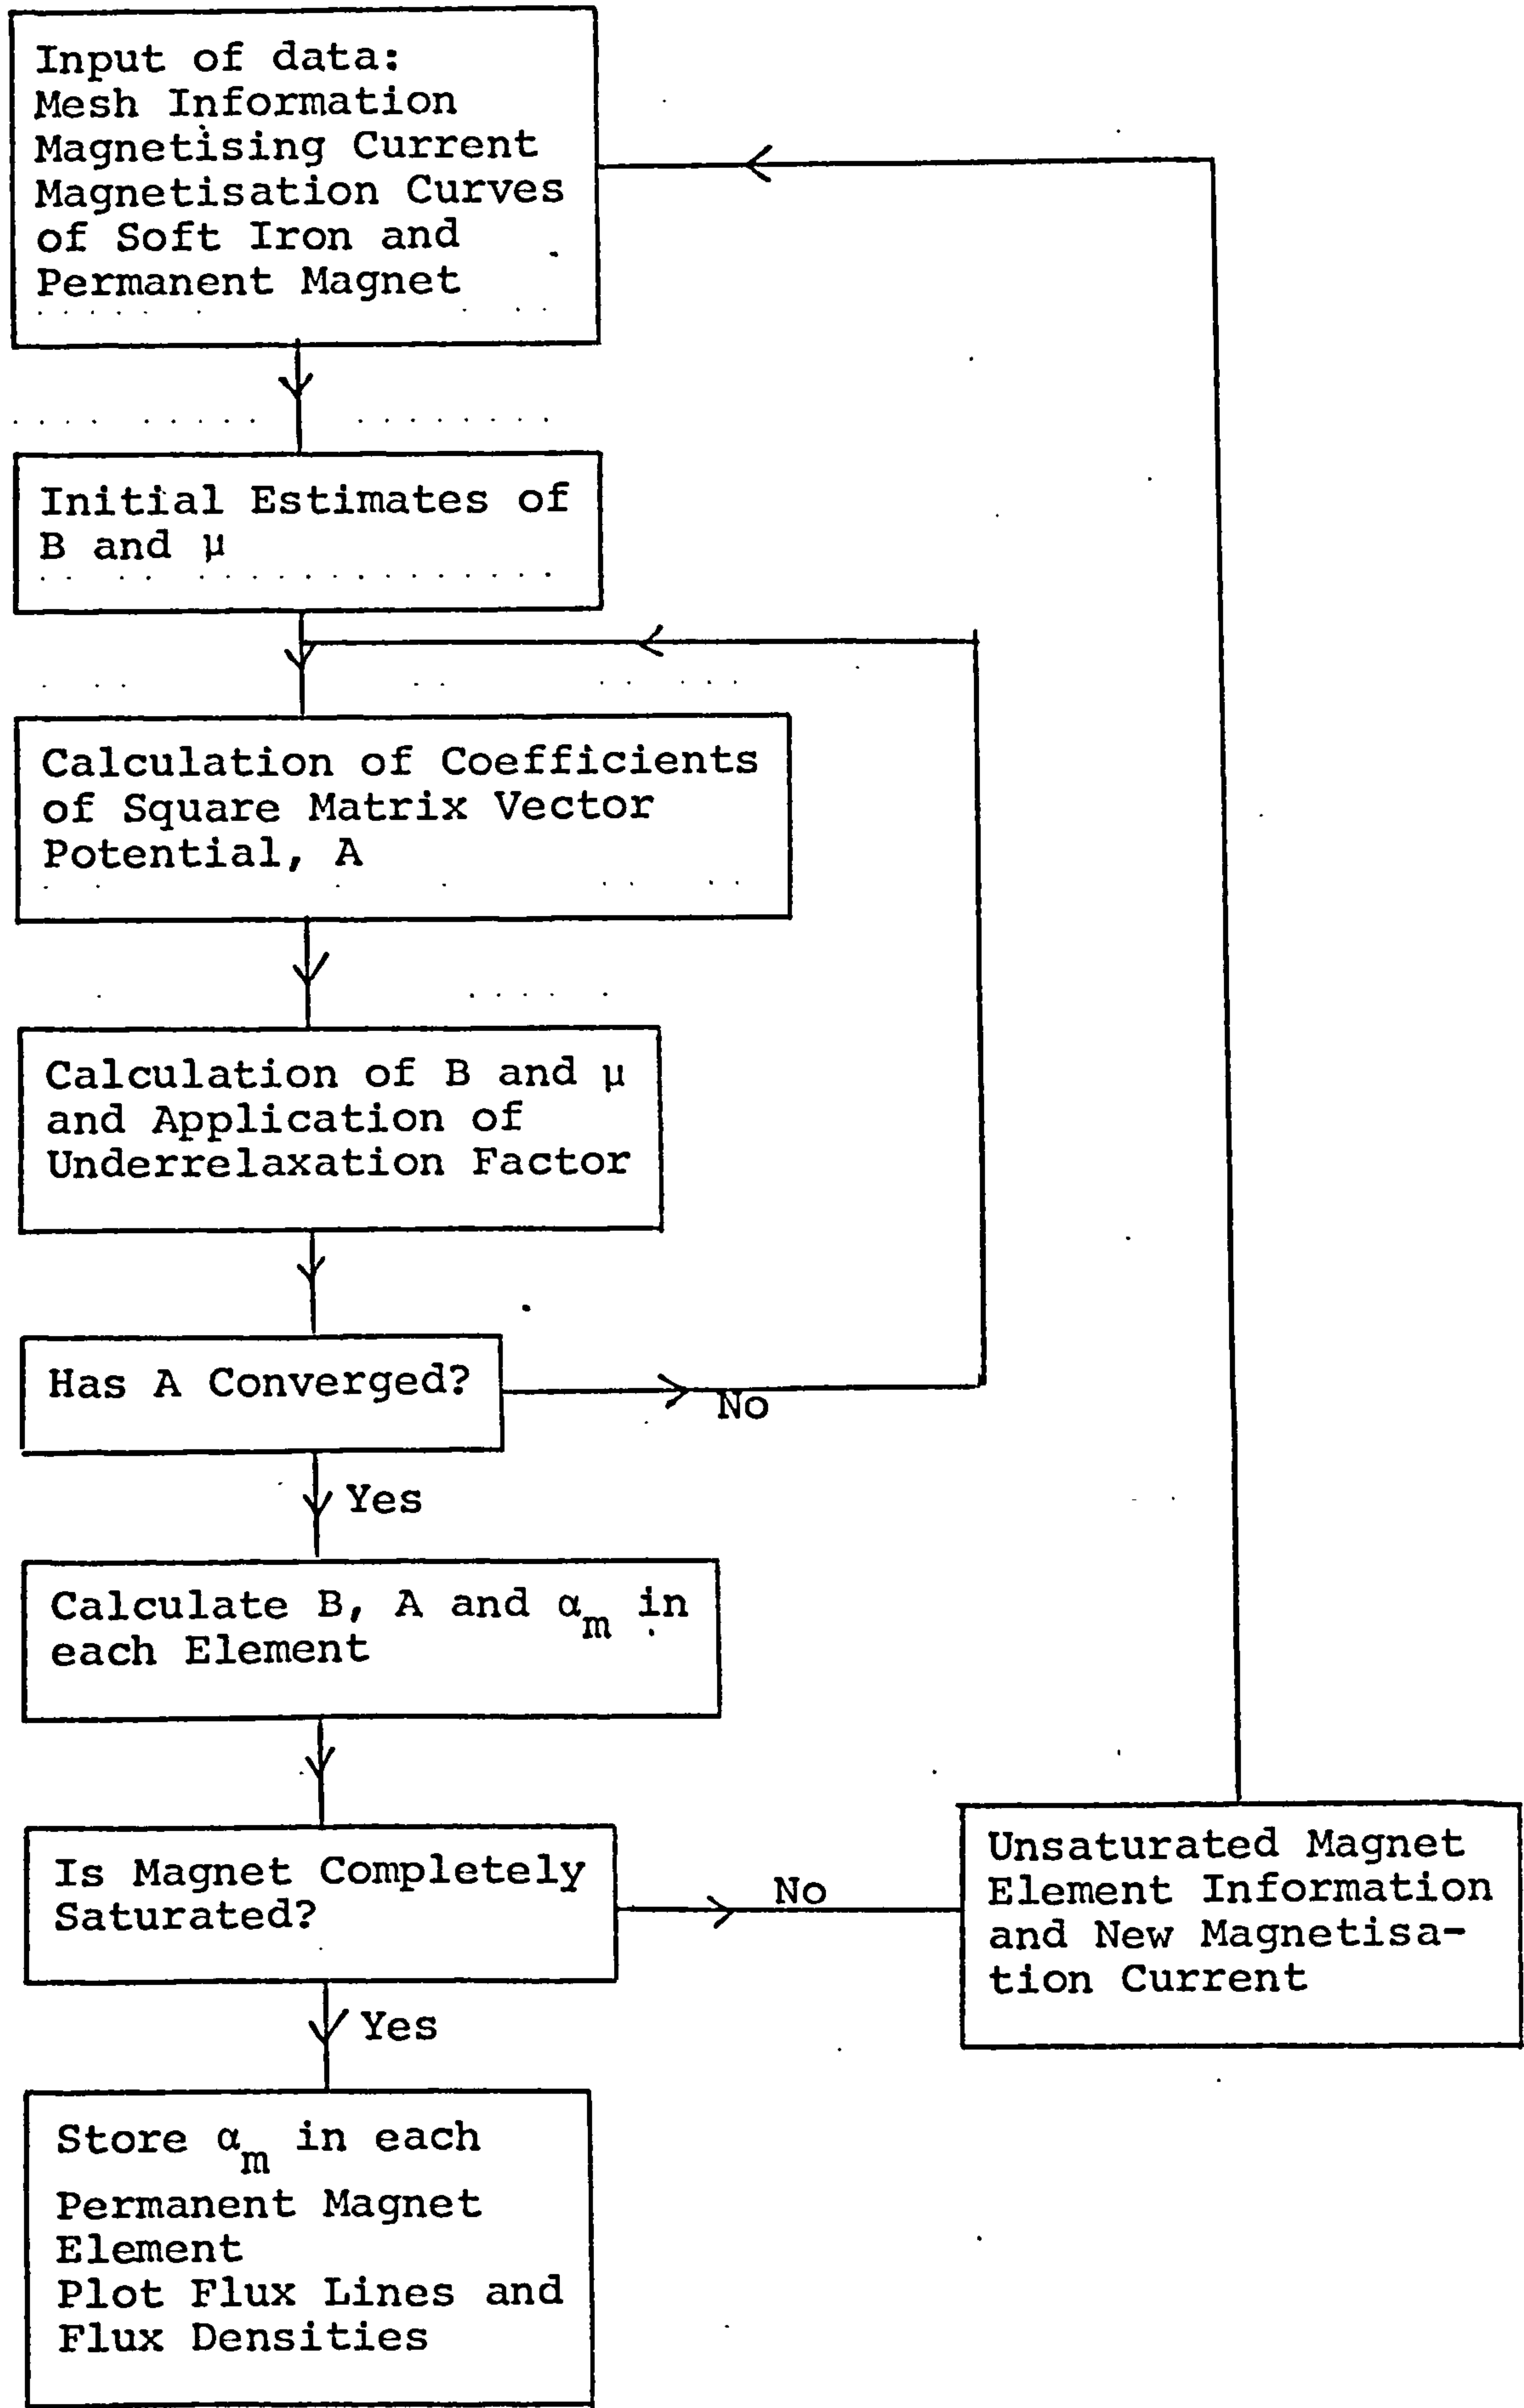 Input of data:
Mesh Information
Magnetising Current
Magnetisation Curves
of Soft Iron and
Permanent Magnet
Initial Estimates of
B and μ
Calculation of Coefficients
of Square Matrix Vector
Potential, A
Calculation of B and μ
and Application of
Underrelaxation Factor
Has A Converged?
No
Yes
Calculate B, A and αm in
each Element
Is Magnet Completely
Saturated?
No
Unsaturated Magnet
Element Information
and New Magnetisa-
tion Current
Yes
Store αm in each
Permanent Magnet
Element
Plot Flux Lines and
Flux Densities